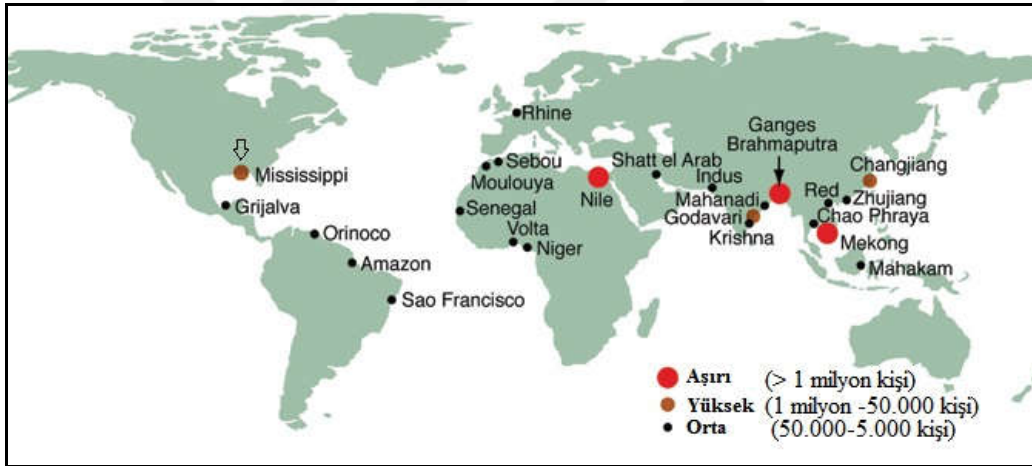 Rhine
Ganges
Brahmaputra
Sebou
Shatt el Arab
Changjiang
Mississippi
Moulouya
Indus
Nile
Mahanadi
Red
Zhujiang
Grijalva
Senegal
Godavari
Chao Phraya
Volta
Krishna
Orinoco
Niger
Mekong
Amazon
Mahakam
Sao Francisco
Aşırı (> 1 milyon kişi)
Yüksek (1 milyon -50.000 kişi)
Orta (50.000-5.000 kişi)